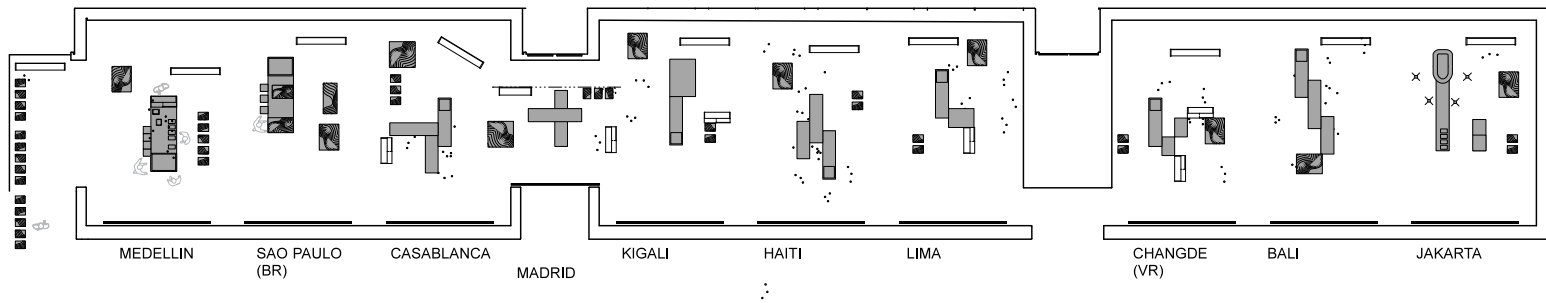 MEDELLIN
SAO PAULO
(BR)
CASABLANCA
MADRID
KIGALI
HAITI
LIMA
CHANGDE
(VR)
BALI
JAKARTA